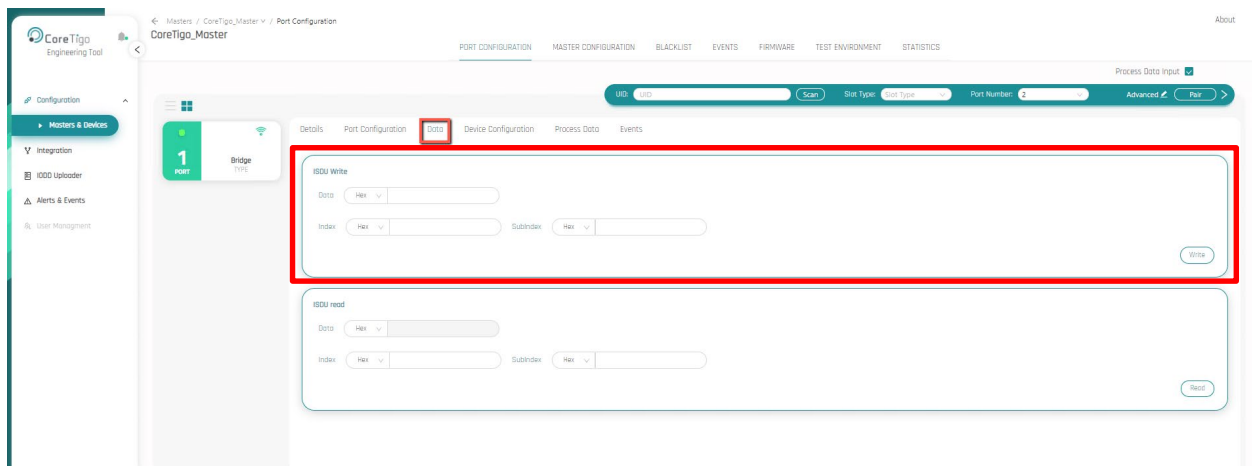 CoreTigo
Engineering Tool
Configuration
Masters & Devices
Integration
IODD Uploader
Alerts & Events
User Managment
Masters / CoreTigo_Master / Port Configuration
CoreTigo_Master
About
PORT CONFIGURATION MASTER CONFIGURATION BLACKLIST EVENTS FIRMWARE TEST ENVIRONMENT STATISTICS
Process Data Input
UID: UID Scan Slot Type: Slot Type Port Number: 2 Advanced Pair
1
PORT
Bridge
TYPE
Details Port Configuration Data Device Configuration Process Data Events
ISDU Write
Data Hex
Index Hex SubIndex Hex
Write
ISDU read
Data Hex
Index Hex SubIndex Hex
Read